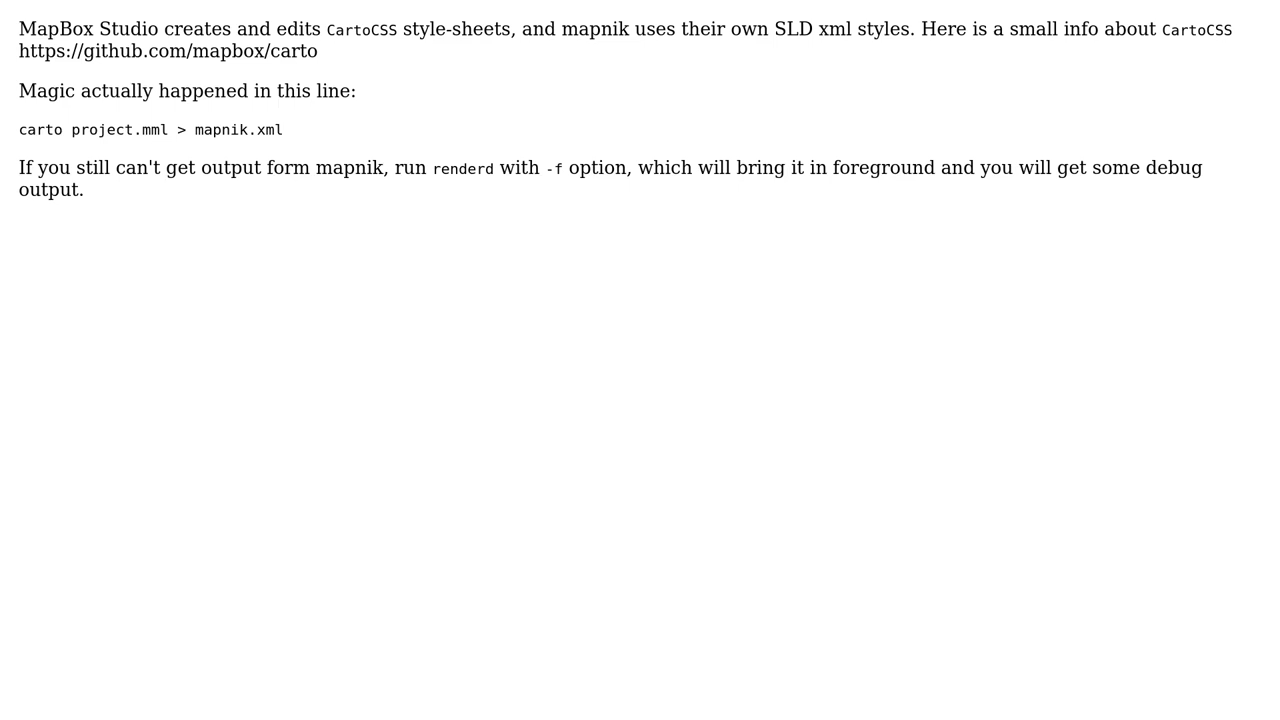 MapBox Studio creates and edits CartoCSS style-sheets, and mapnik uses their own SLD xml styles. Here is a small info about CartoCSS
https://github.com/mapbox/carto
Magic actually happened in this line:
carto project.mml > mapnik.xml
If you still can't get output form mapnik, run renderd with -f option, which will bring it in foreground and you will get some debug
output.